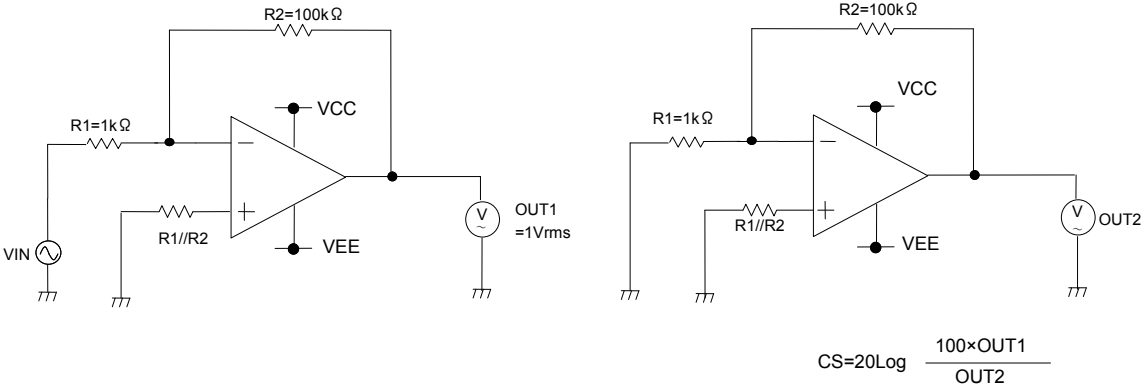 R2=100kΩ
VCC
R1=1kΩ
−
+
R1//R2
VEE
VIN
V
~
OUT1
=1Vrms
R2=100kΩ
VCC
R1=1kΩ
−
+
R1//R2
VEE
V
~
OUT2
CS=20Log
100×OUT1
OUT2